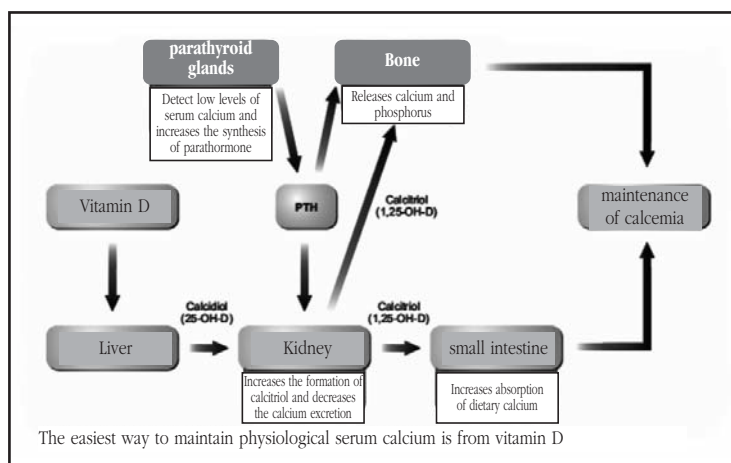 parathyroid
glands
Detect low levels of
serum calcium and
increases the synthesis
of parathormone
Bone
Releases calcium and
phosphorus
Vitamin D
PTH
Calcitriol
(1,25-OH-D)
maintenance
of calcemia
Liver
Calcidiol
(25-OH-D)
Kidney
Increases the formation of
calcitriol and decreases
the calcium excretion
Calcitriol
(1,25-OH-D)
small intestine
Increases absorption
of dietary calcium
The easiest way to maintain physiological serum calcium is from vitamin D